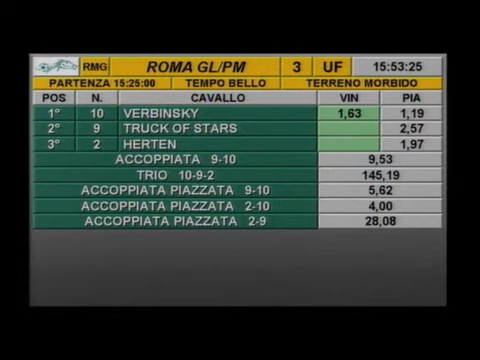 RMG ROMA GL/PM 3 UF 15:53:25
PARTENZA 15:25:00 TEMPO BELLO TERRENO MORBIDO
POS N. CAVALLO VIN PIA
1° 10 VERBINSKY 1,63 1,19
2° 9 TRUCK OF STARS 2,57
3° 2 HERTEN 1,97
ACCOPPIATA 9-10 9,53
TRIO 10-9-2 145,19
ACCOPPIATA PIAZZATA 9-10 5,62
ACCOPPIATA PIAZZATA 2-10 4,00
ACCOPPIATA PIAZZATA 2-9 28,08